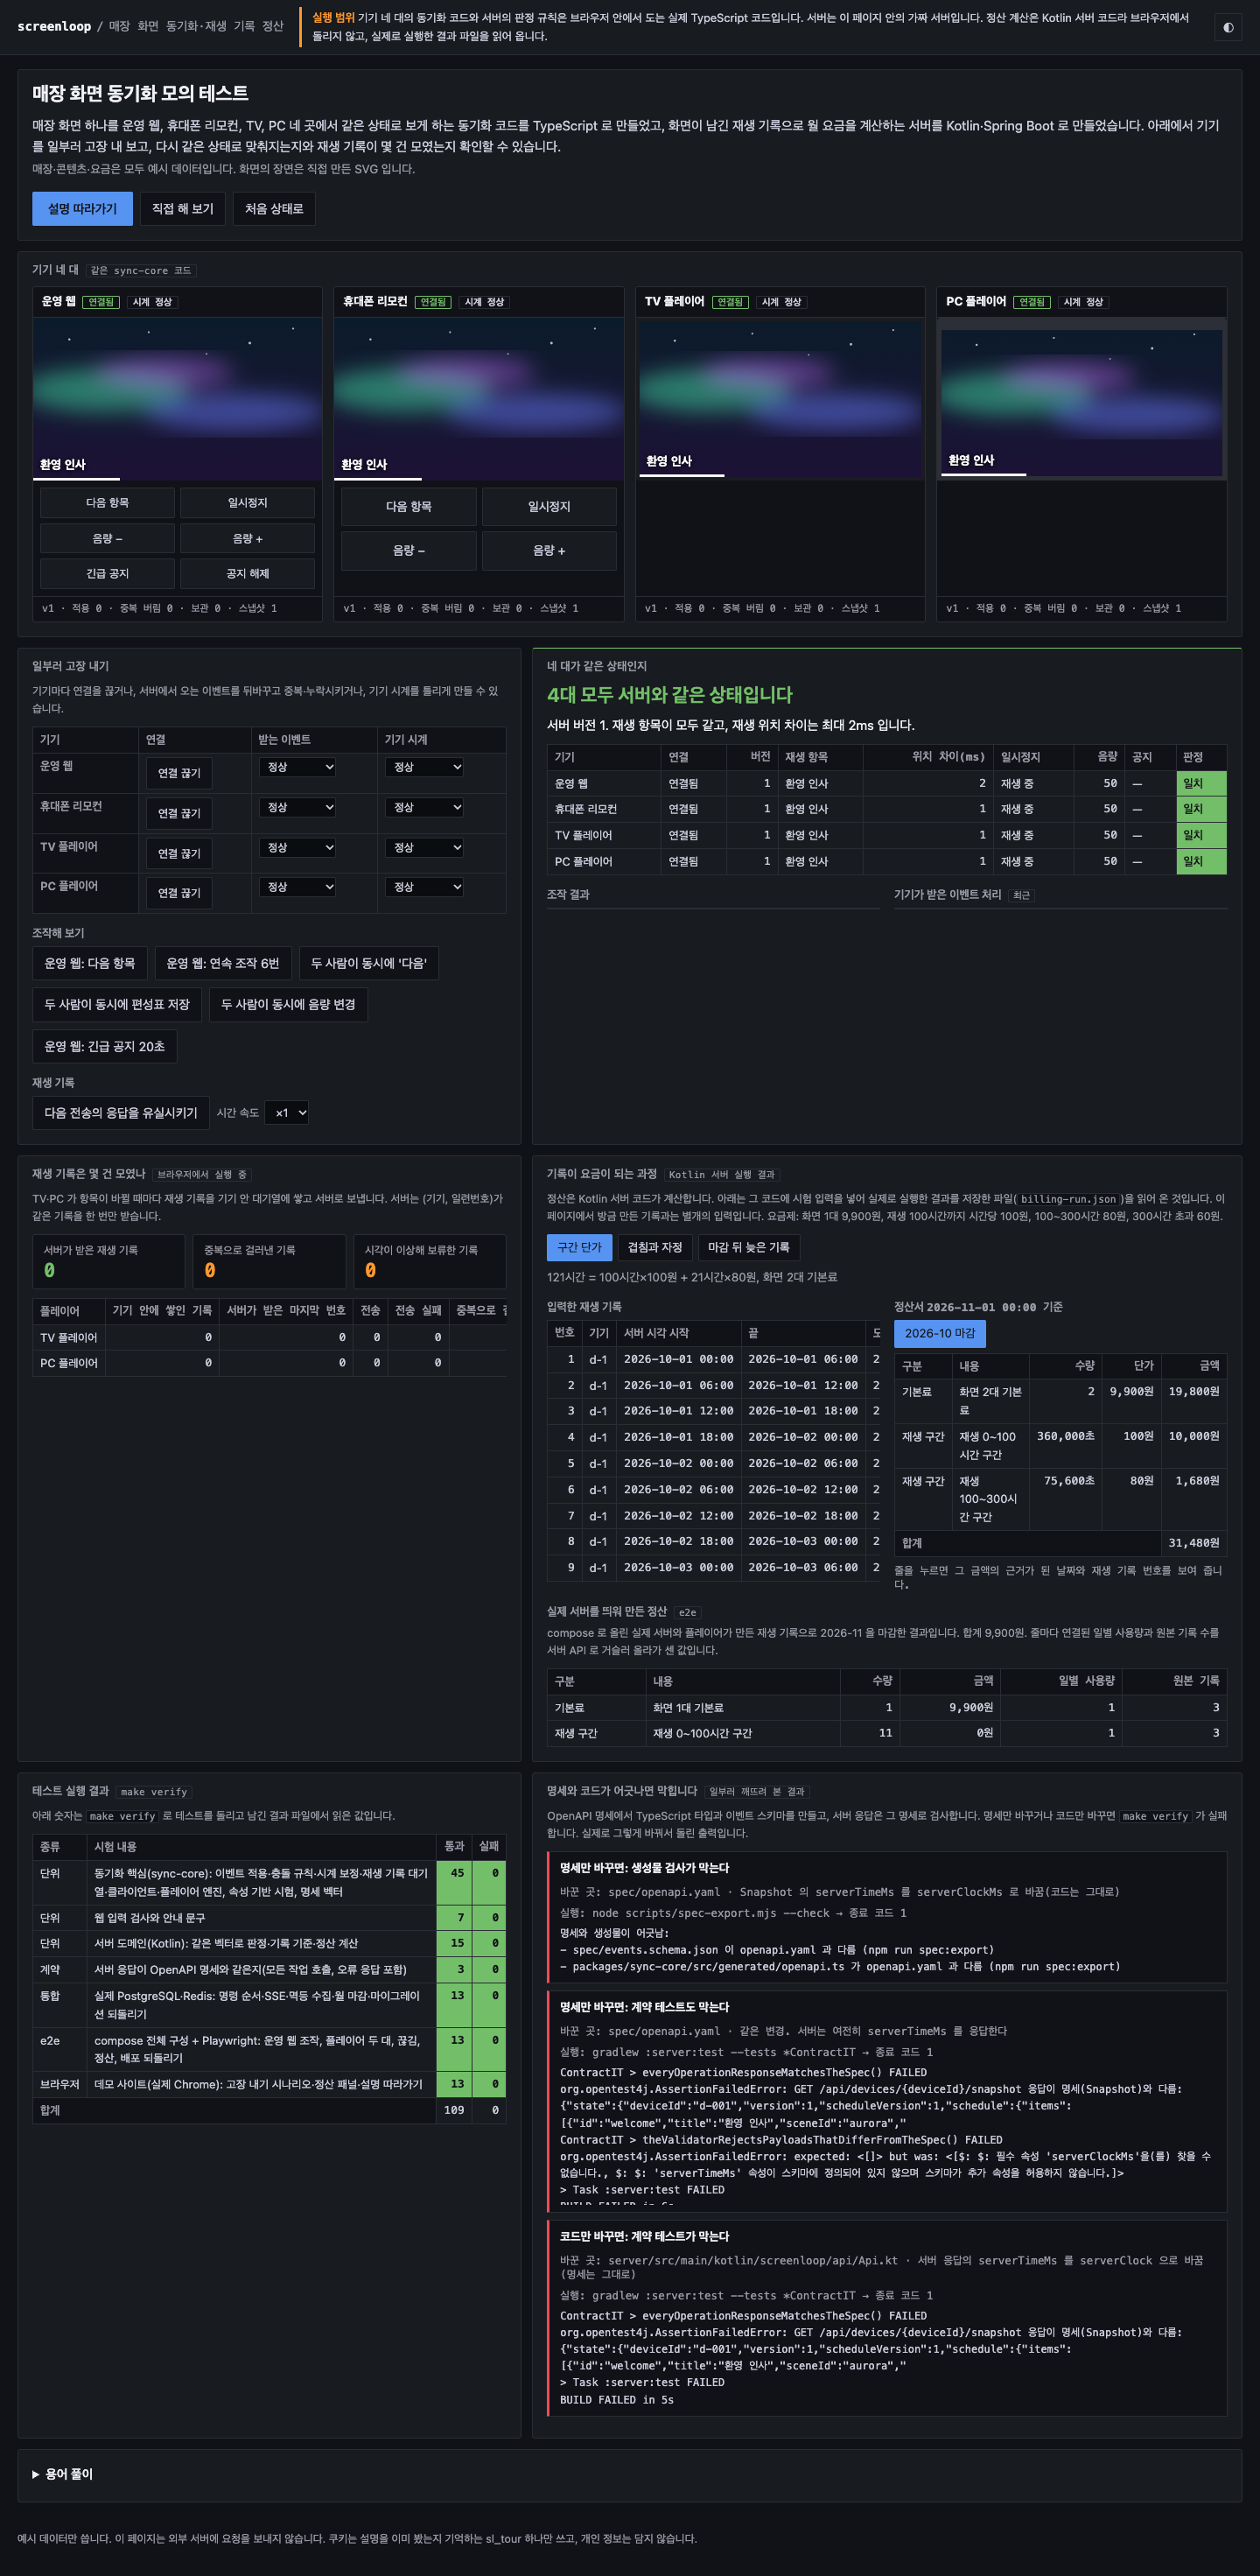 screenloop / 매장 화면 동기화·재생 기록 정산
실행 범위 기기 네 대의 동기화 코드와 서버의 판정 규칙은 브라우저 안에서 도는 실제 TypeScript 코드입니다. 서버는 이 페이지 안의 가짜 서버입니다. 정산 계산은 Kotlin 서버 코드라 브라우저에서
돌리지 않고, 실제로 실행한 결과 파일을 읽어 옵니다.
매장 화면 동기화 모의 테스트
매장 화면 하나를 운영 웹, 휴대폰 리모컨, TV, PC 네 곳에서 같은 상태로 보게 하는 동기화 코드를 TypeScript 로 만들었고, 화면이 남긴 재생 기록으로 월 요금을 계산하는 서버를 Kotlin·Spring Boot 로 만들었습니다. 아래에서 기기
를 일부러 고장 내 보고, 다시 같은 상태로 맞춰지는지와 재생 기록이 몇 건 모였는지 확인할 수 있습니다.
매장·콘텐츠·요금은 모두 예시 데이터입니다. 화면의 장면은 직접 만든 SVG 입니다.
설명 따라가기 직접 해 보기 처음 상태로
기기 네 대 같은 sync-core 코드
운영 웹 연결됨 시계 정상
환영 인사
다음 항목 일시정지
음량 − 음량 +
긴급 공지 공지 해제
v1 · 적용 0 · 중복 버림 0 · 보관 0 · 스냅샷 1
휴대폰 리모컨 연결됨 시계 정상
환영 인사
다음 항목 일시정지
음량 − 음량 +
v1 · 적용 0 · 중복 버림 0 · 보관 0 · 스냅샷 1
TV 플레이어 연결됨 시계 정상
환영 인사
v1 · 적용 0 · 중복 버림 0 · 보관 0 · 스냅샷 1
PC 플레이어 연결됨 시계 정상
환영 인사
v1 · 적용 0 · 중복 버림 0 · 보관 0 · 스냅샷 1
일부러 고장 내기
기기마다 연결을 끊거나, 서버에서 오는 이벤트를 뒤바꾸고 중복·누락시키거나, 기기 시계를 틀리게 만들 수 있
습니다.
기기 연결 받는 이벤트 기기 시계
운영 웹 연결 끊기 정상 정상
휴대폰 리모컨 연결 끊기 정상 정상
TV 플레이어 연결 끊기 정상 정상
PC 플레이어 연결 끊기 정상 정상
조작해 보기
운영 웹: 다음 항목 운영 웹: 연속 조작 6번 두 사람이 동시에 '다음'
두 사람이 동시에 편성표 저장 두 사람이 동시에 음량 변경
운영 웹: 긴급 공지 20초
재생 기록
다음 전송의 응답을 유실시키기 시간 속도 ×1
네 대가 같은 상태인지
4대 모두 서버와 같은 상태입니다
서버 버전 1. 재생 항목이 모두 같고, 재생 위치 차이는 최대 2ms 입니다.
기기 연결 버전 재생 항목 위치 차이(ms) 일시정지 음량 공지 판정
운영 웹 연결됨 1 환영 인사 2 재생 중 50 — 일치
휴대폰 리모컨 연결됨 1 환영 인사 1 재생 중 50 — 일치
TV 플레이어 연결됨 1 환영 인사 1 재생 중 50 — 일치
PC 플레이어 연결됨 1 환영 인사 1 재생 중 50 — 일치
조작 결과
기기가 받은 이벤트 처리 최근
재생 기록은 몇 건 모였나 브라우저에서 실행 중
TV·PC 가 항목이 바뀔 때마다 재생 기록을 기기 안 대기열에 쌓고 서버로 보냅니다. 서버는 (기기, 일련번호)가
같은 기록을 한 번만 받습니다.
서버가 받은 재생 기록
0
중복으로 걸러낸 기록
0
시각이 이상해 보류한 기록
0
플레이어 기기 안에 쌓인 기록 서버가 받은 마지막 번호 전송 전송 실패 중복으로
TV 플레이어 0 0 0 0
PC 플레이어 0 0 0 0
기록이 요금이 되는 과정 Kotlin 서버 실행 결과
정산은 Kotlin 서버 코드가 계산합니다. 아래는 그 코드에 시험 입력을 넣어 실제로 실행한 결과를 저장한 파일(billing-run.json)을 읽어 온 것입니다. 이
페이지에서 방금 만든 기록과는 별개의 입력입니다. 요금제: 화면 1대 9,900원, 재생 100시간까지 시간당 100원, 100~300시간 80원, 300시간 초과 60원.
구간 단가 겹침과 자정 마감 뒤 늦은 기록
121시간 = 100시간×100원 + 21시간×80원, 화면 2대 기본료
입력한 재생 기록
번호 기기 서버 시각 시작 끝
1 d-1 2026-10-01 00:00 2026-10-01 06:00 2
2 d-1 2026-10-01 06:00 2026-10-01 12:00 2
3 d-1 2026-10-01 12:00 2026-10-01 18:00 2
4 d-1 2026-10-01 18:00 2026-10-02 00:00 2
5 d-1 2026-10-02 00:00 2026-10-02 06:00 2
6 d-1 2026-10-02 06:00 2026-10-02 12:00 2
7 d-1 2026-10-02 12:00 2026-10-02 18:00 2
8 d-1 2026-10-02 18:00 2026-10-03 00:00 2
9 d-1 2026-10-03 00:00 2026-10-03 06:00 2
정산서 2026-11-01 00:00 기준
2026-10 마감
구분 내용 수량 단가 금액
기본료 화면 2대 기본
료 2 9,900원 19,800원
재생 구간 재생 0~100
시간 구간 360,000초 100원 10,000원
재생 구간 재생
100~300시
간 구간 75,600초 80원 1,680원
합계 31,480원
줄을 누르면 그 금액의 근거가 된 날짜와 재생 기록 번호를 보여 줍니
다.
실제 서버를 띄워 만든 정산 e2e
compose 로 올린 실제 서버와 플레이어가 만든 재생 기록으로 2026-11 을 마감한 결과입니다. 합계 9,900원. 줄마다 연결된 일별 사용량과 원본 기록 수를
서버 API 로 거슬러 올라가 센 값입니다.
구분 내용 수량 금액 일별 사용량 원본 기록
기본료 화면 1대 기본료 1 9,900원 1 3
재생 구간 재생 0~100시간 구간 11 0원 1 3
테스트 실행 결과 make verify
아래 숫자는 make verify 로 테스트를 돌리고 남긴 결과 파일에서 읽은 값입니다.
종류 시험 내용 통과 실패
단위 동기화 핵심(sync-core): 이벤트 적용·충돌 규칙·시계 보정·재생 기록 대기
열·클라이언트·플레이어 엔진, 속성 기반 시험, 명세 벡터 45 0
단위 웹 입력 검사와 안내 문구 7 0
단위 서버 도메인(Kotlin): 같은 벡터로 판정·기록 기준·정산 계산 15 0
계약 서버 응답이 OpenAPI 명세와 같은지(모든 작업 호출, 오류 응답 포함) 3 0
통합 실제 PostgreSQL·Redis: 명령 순서·SSE·멱등 수집·월 마감·마이그레이
션 되돌리기 13 0
e2e compose 전체 구성 + Playwright: 운영 웹 조작, 플레이어 두 대, 끊김,
정산, 배포 되돌리기 13 0
브라우저 데모 사이트(실제 Chrome): 고장 내기 시나리오·정산 패널·설명 따라가기 13 0
합계 109 0
명세와 코드가 어긋나면 막힙니다 일부러 깨뜨려 본 결과
OpenAPI 명세에서 TypeScript 타입과 이벤트 스키마를 만들고, 서버 응답은 그 명세로 검사합니다. 명세만 바꾸거나 코드만 바꾸면 make verify 가 실패
합니다. 실제로 그렇게 바꿔서 돌린 출력입니다.
명세만 바꾸면: 생성물 검사가 막는다
바꾼 곳: spec/openapi.yaml · Snapshot 의 serverTimeMs 를 serverClockMs 로 바꿈(코드는 그대로)
실행: node scripts/spec-export.mjs --check → 종료 코드 1
명세와 생성물이 어긋남:
- spec/events.schema.json 이 openapi.yaml 과 다름 (npm run spec:export)
- packages/sync-core/src/generated/openapi.ts 가 openapi.yaml 과 다름 (npm run spec:export)
명세만 바꾸면: 계약 테스트도 막는다
바꾼 곳: spec/openapi.yaml · 같은 변경. 서버는 여전히 serverTimeMs 를 응답한다
실행: gradlew :server:test --tests *ContractIT → 종료 코드 1
ContractIT > everyOperationResponseMatchesTheSpec() FAILED
org.opentest4j.AssertionFailedError: GET /api/devices/{deviceId}/snapshot 응답이 명세(Snapshot)와 다름:
{"state":{"deviceId":"d-001","version":1,"scheduleVersion":1,"schedule":{"items":
[{"id":"welcome","title":"환영 인사","sceneId":"aurora","
ContractIT > theValidatorRejectsPayloadsThatDifferFromTheSpec() FAILED
org.opentest4j.AssertionFailedError: expected: <[]> but was: <[$: $: 필수 속성 'serverClockMs'을(를) 찾을 수
없습니다., $: $: 'serverTimeMs' 속성이 스키마에 정의되어 있지 않으며 스키마가 추가 속성을 허용하지 않습니다.]>
> Task :server:test FAILED
코드만 바꾸면: 계약 테스트가 막는다
바꾼 곳: server/src/main/kotlin/screenloop/api/Api.kt · 서버 응답의 serverTimeMs 를 serverClock 으로 바꿈
(명세는 그대로)
실행: gradlew :server:test --tests *ContractIT → 종료 코드 1
ContractIT > everyOperationResponseMatchesTheSpec() FAILED
org.opentest4j.AssertionFailedError: GET /api/devices/{deviceId}/snapshot 응답이 명세(Snapshot)와 다름:
{"state":{"deviceId":"d-001","version":1,"scheduleVersion":1,"schedule":{"items":
[{"id":"welcome","title":"환영 인사","sceneId":"aurora","
> Task :server:test FAILED
BUILD FAILED in 5s
▶ 용어 풀이
예시 데이터만 씁니다. 이 페이지는 외부 서버에 요청을 보내지 않습니다. 쿠키는 설명을 이미 봤는지 기억하는 sl_tour 하나만 쓰고, 개인 정보는 담지 않습니다.